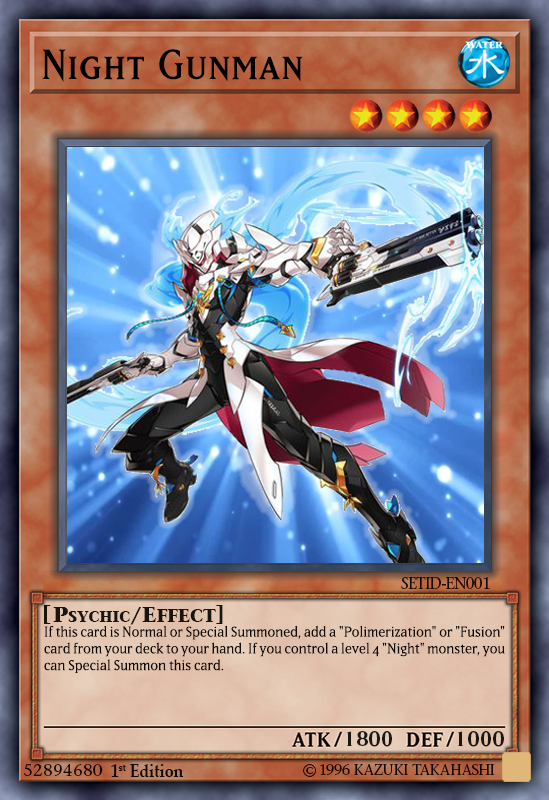 Night Gunman
WATER
水
SETID-EN001
[Psychic/Effect]
If this card is Normal or Special Summoned, add a "Polimerization" or "Fusion"
card from your deck to your hand. If you control a level 4 "Night" monster, you
can Special Summon this card.
ATK/1800 DEF/1000
52894680 1st Edition © 1996 KAZUKI TAKAHASHI